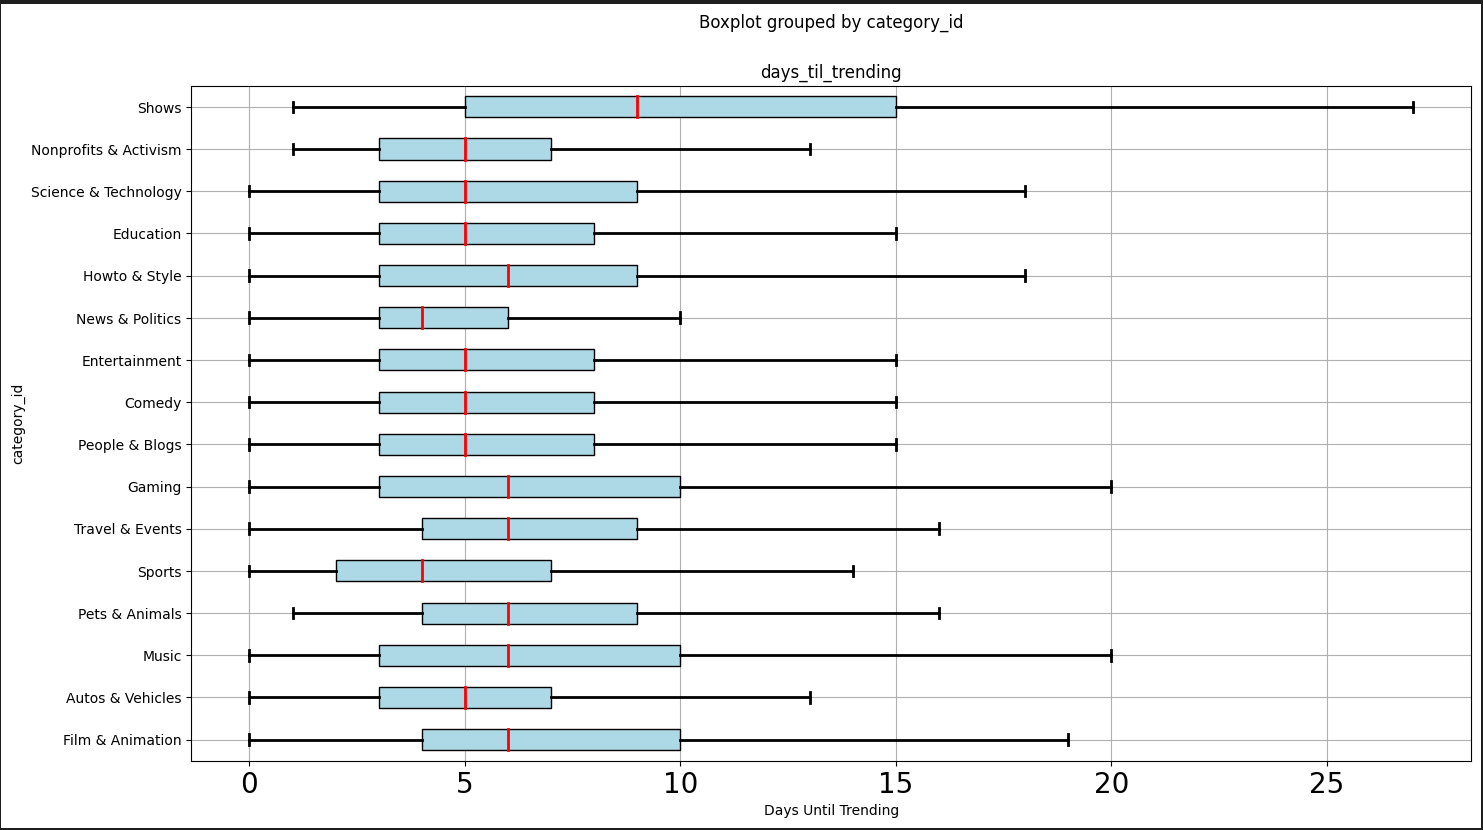 Boxplot grouped by category_id
days_til_trending
Shows
Nonprofits & Activism
Science & Technology
Education
Howto & Style
News & Politics
Entertainment
Comedy
People & Blogs
Gaming
Travel & Events
Sports
Pets & Animals
Music
Autos & Vehicles
Film & Animation
category_id
0 5 10 15 20 25
Days Until Trending